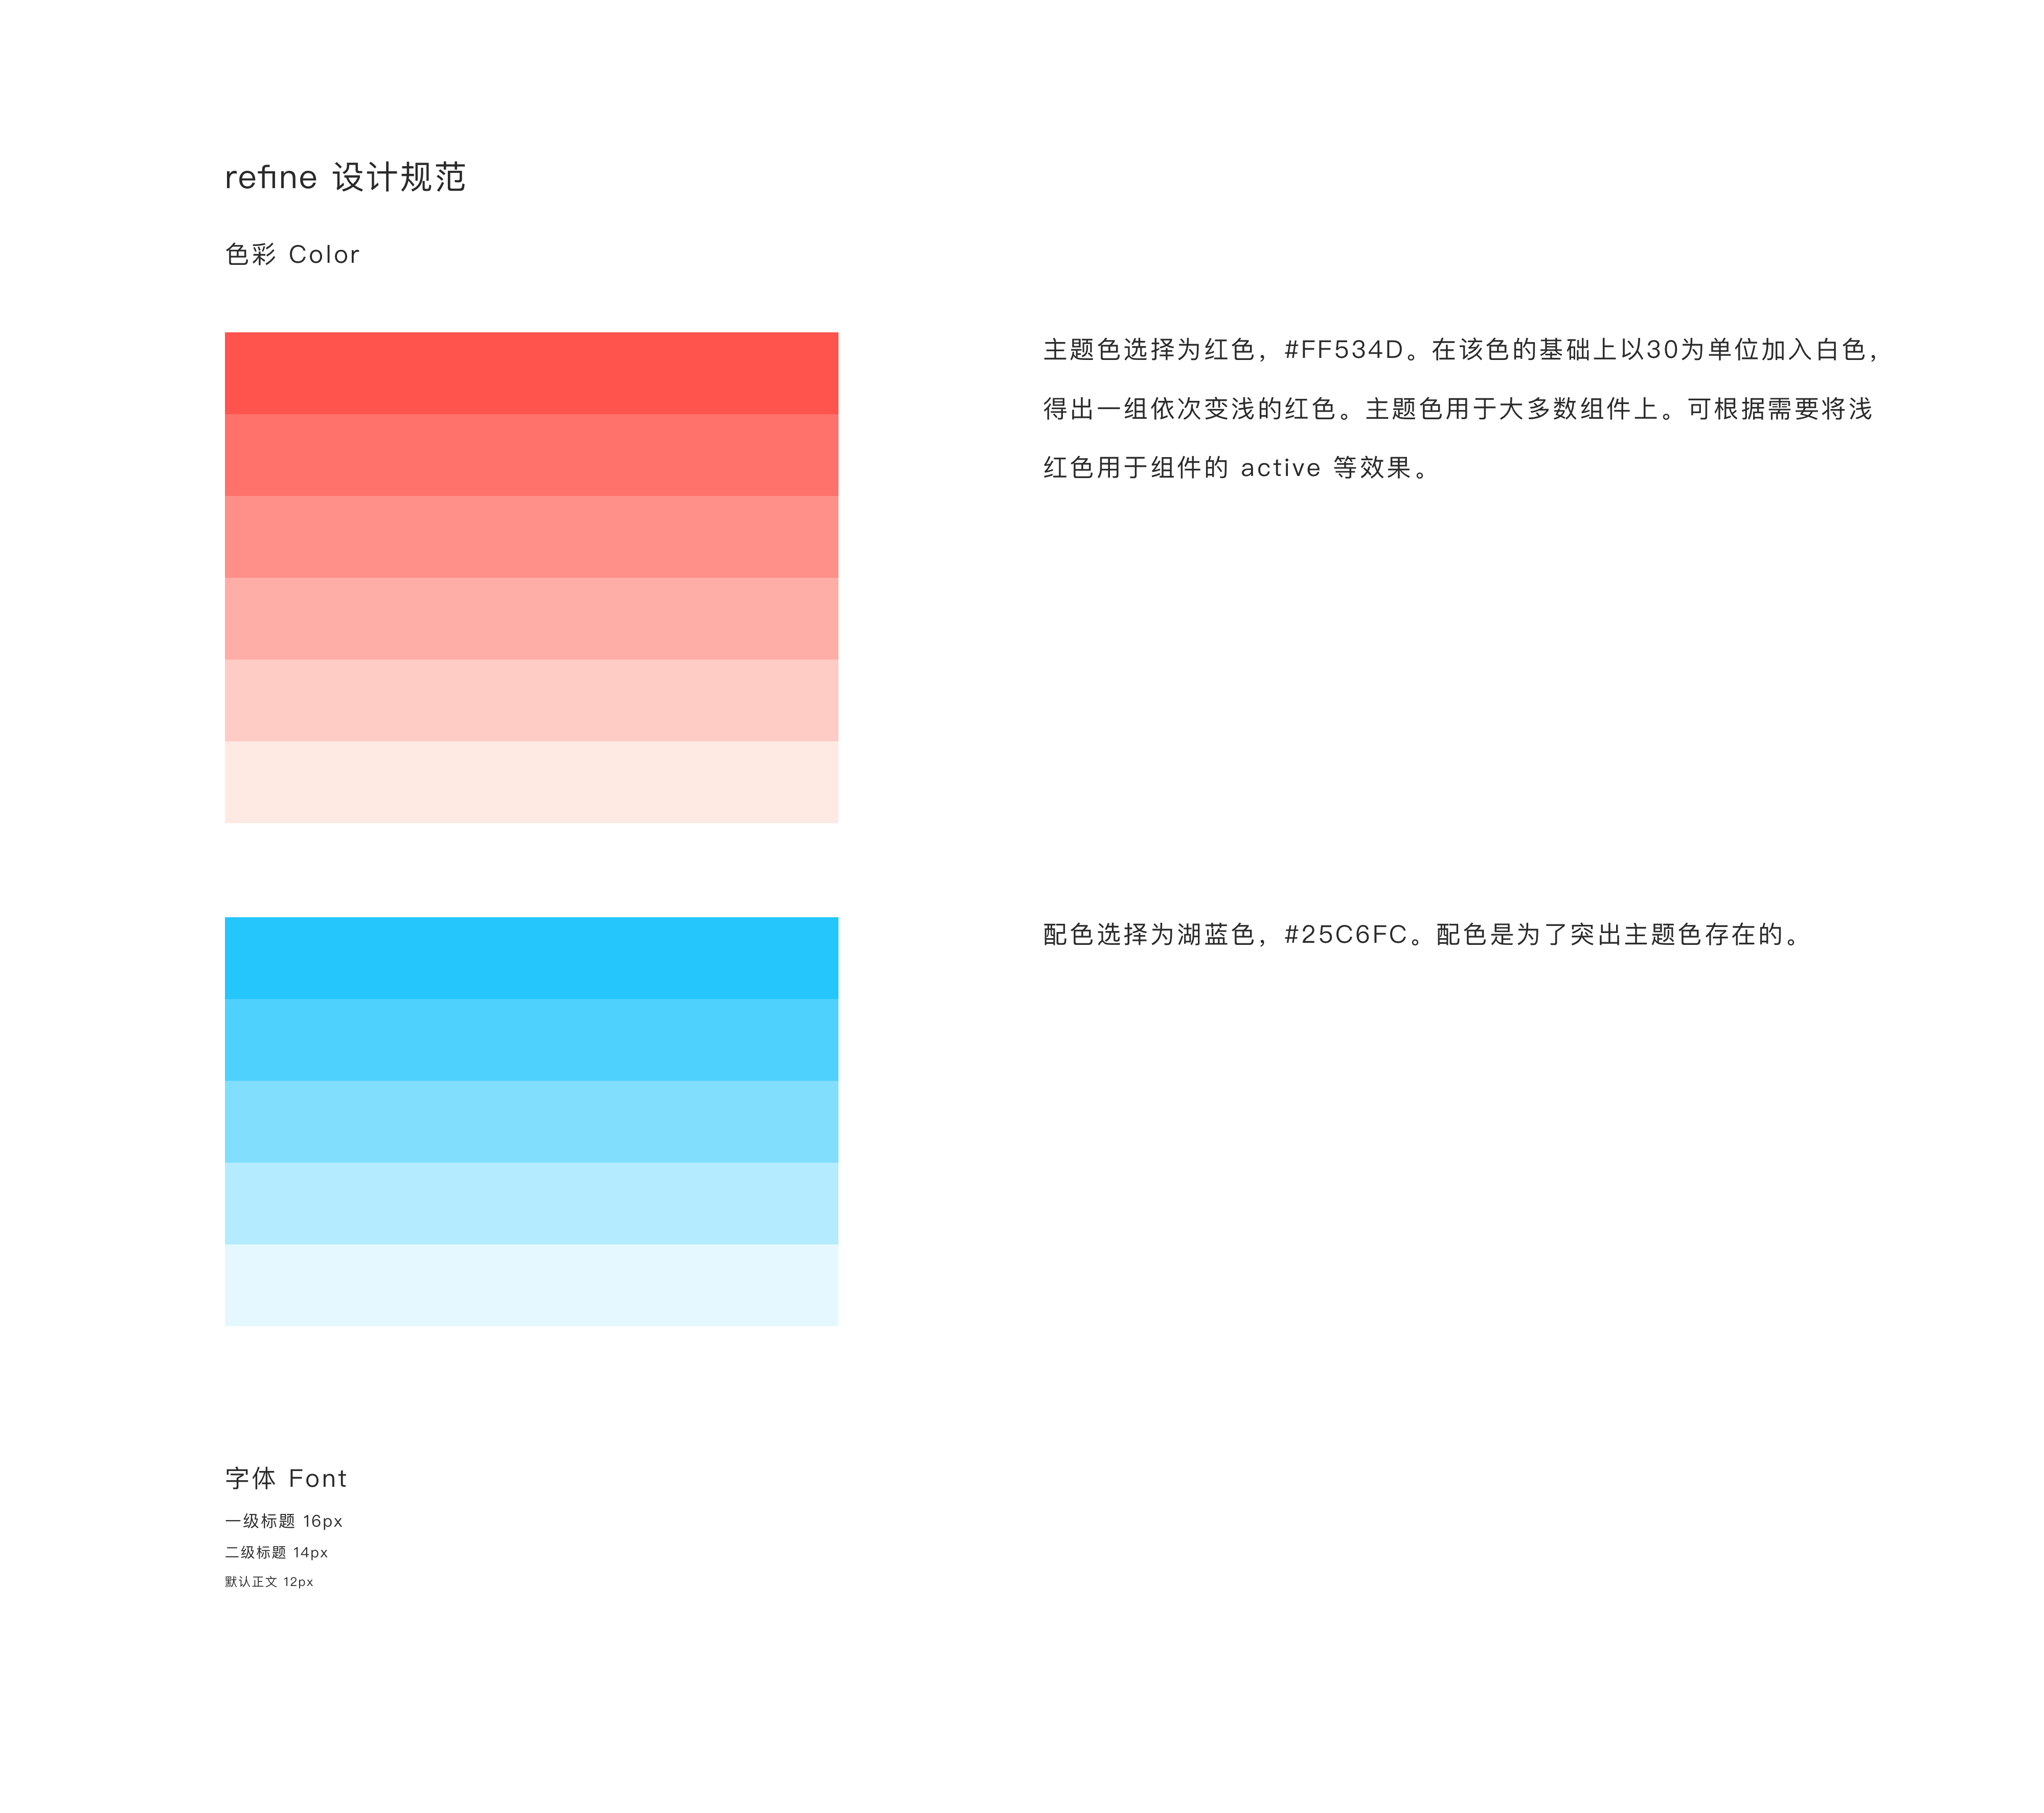 refine 设计规范
色彩 Color
主题色选择为红色，#FF534D。在该色的基础上以30为单位加入白色，
得出一组依次变浅的红色。主题色用于大多数组件上。可根据需要将浅
红色用于组件的 active 等效果。
配色选择为湖蓝色，#25C6FC。配色是为了突出主题色存在的。
字体 Font
一级标题 16px
二级标题 14px
默认正文 12px